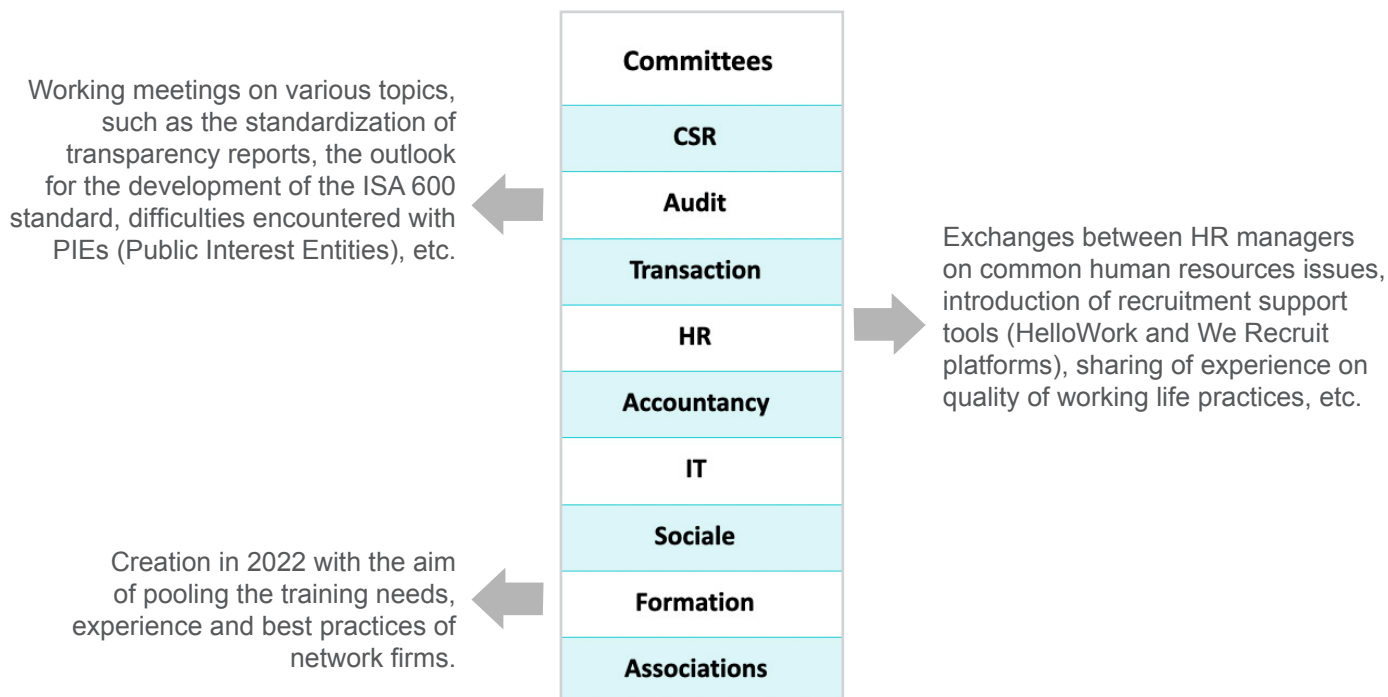 Committees
CSR
Audit
Transaction
HR
Accountancy
IT
Sociale
Formation
Associations
Working meetings on various topics,
such as the standardization of
transparency reports, the outlook
for the development of the ISA 600
standard, difficulties encountered with
PIEs (Public Interest Entities), etc.
Exchanges between HR managers
on common human resources issues,
introduction of recruitment support
tools (HelloWork and We Recruit
platforms), sharing of experience on
quality of working life practices, etc.
Creation in 2022 with the aim
of pooling the training needs,
experience and best practices of
network firms.